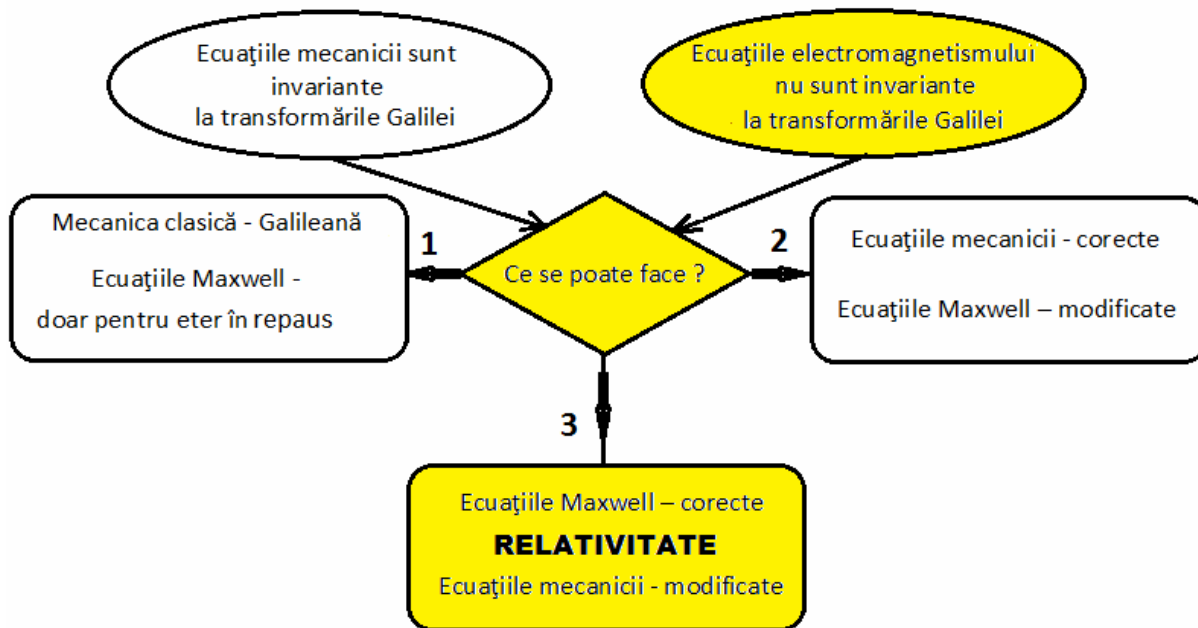 Ecuaţiile mecanicii sunt
invariante
la transformările Galilei
Ecuaţiile electromagnetismului
nu sunt invariante
la transformările Galilei
Mecanica clasică - Galileană
Ecuaţiile Maxwell -
doar pentru eter în repaus
1
Ce se poate face ?
2
Ecuaţiile mecanicii - corecte
Ecuaţiile Maxwell – modificate
3
Ecuaţiile Maxwell – corecte
RELATIVITATE
Ecuaţiile mecanicii - modificate